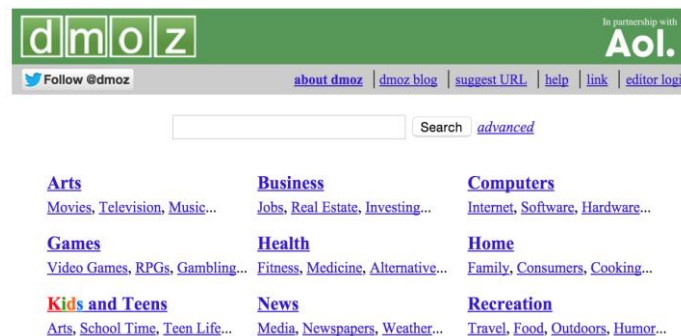 dmoz
In partnership with
Aol.
Follow @dmoz
about dmoz | dmoz blog | suggest URL | help | link | editor logi
Search advanced
Arts Business Computers
Movies, Television, Music... Jobs, Real Estate, Investing... Internet, Software, Hardware...
Games Health Home
Video Games, RPGs, Gambling... Fitness, Medicine, Alternative... Family, Consumers, Cooking...
Kids and Teens News Recreation
Arts, School Time, Teen Life... Media, Newspapers, Weather... Travel, Food, Outdoors, Humor...